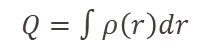 Q = ∫ ρ(r)dr